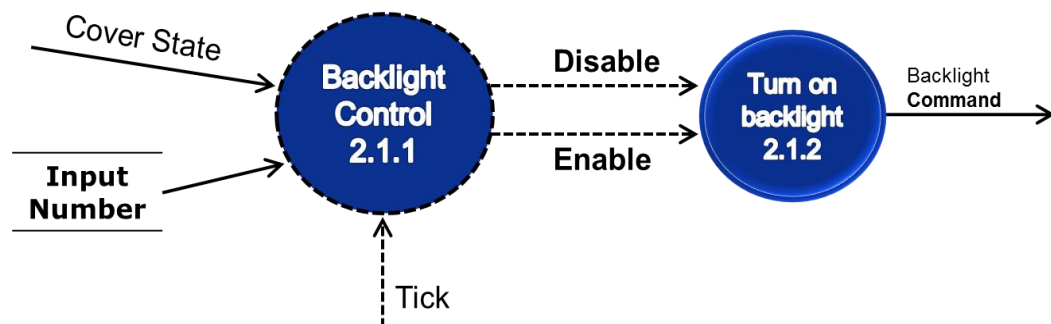 Cover State
Input
Number
Backlight
Control
2.1.1
Tick
Disable
Enable
Turn on
backlight
2.1.2
Backlight
Command